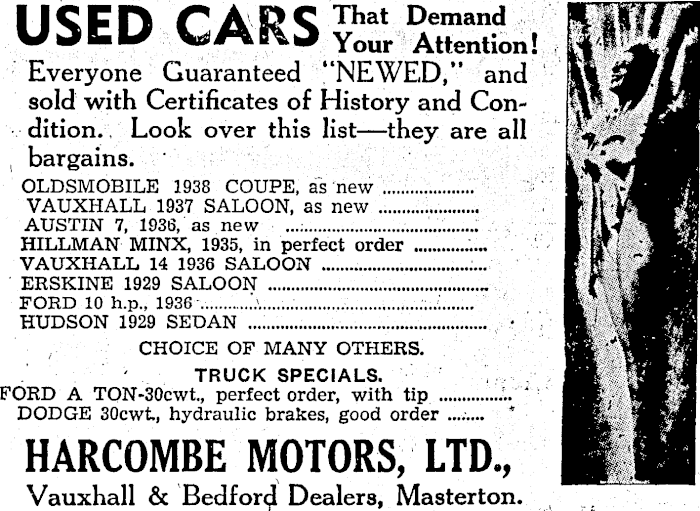 USED CARS That Demand
Your Attention!
Everyone Guaranteed "NEWED," and
sold with Certificates of History and Con-
dition. Look over this list—they are all
bargains.
OLDSMOBILE 1938 COUPE, as new ....................
VAUXHALL 1937 SALOON, as new ......................
AUSTIN 7, 1936, as new ..........................................
HILLMAN MINX, 1935, in perfect order ................
VAUXHALL 14 1936 SALOON ....................................
ERSKINE 1929 SALOON ................................................
FORD 10 h.p., 1936 ............................................................
HUDSON 1929 SEDAN ....................................................
CHOICE OF MANY OTHERS.
TRUCK SPECIALS.
FORD A TON-30cwt., perfect order, with tip ................
DODGE 30cwt., hydraulic brakes, good order ........
HARCOMBE MOTORS, LTD.,
Vauxhall & Bedford Dealers, Masterton.